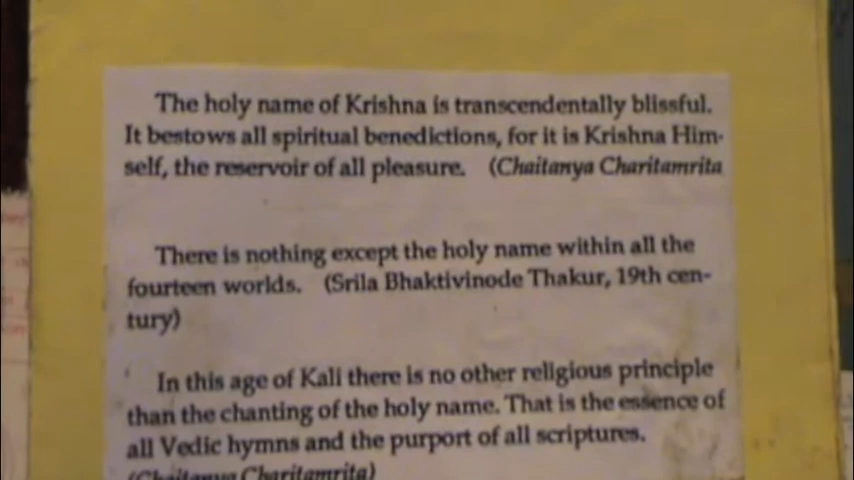 The holy name of Krishna is transcendentally blissful.
It bestows all spiritual benedictions, for it is Krishna Him-
self, the reservoir of all pleasure. (Chaitanya Charitamrita
There is nothing except the holy name within all the
fourteen worlds. (Srila Bhaktivinode Thakur, 19th cen-
tury)
In this age of Kali there is no other religious principle
than the chanting of the holy name. That is the essence of
all Vedic hymns and the purport of all scriptures.
(Chaitanya Charitamrita)